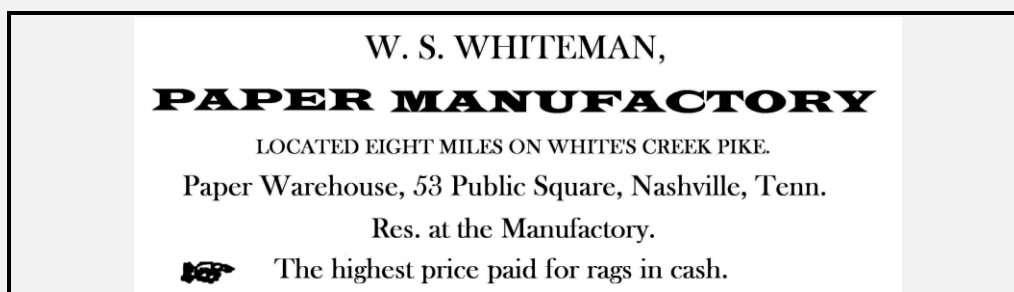 W. S. WHITEMAN,
PAPER MANUFACTORY
LOCATED EIGHT MILES ON WHITE'S CREEK PIKE.
Paper Warehouse, 53 Public Square, Nashville, Tenn.
Res. at the Manufactory.
The highest price paid for rags in cash.